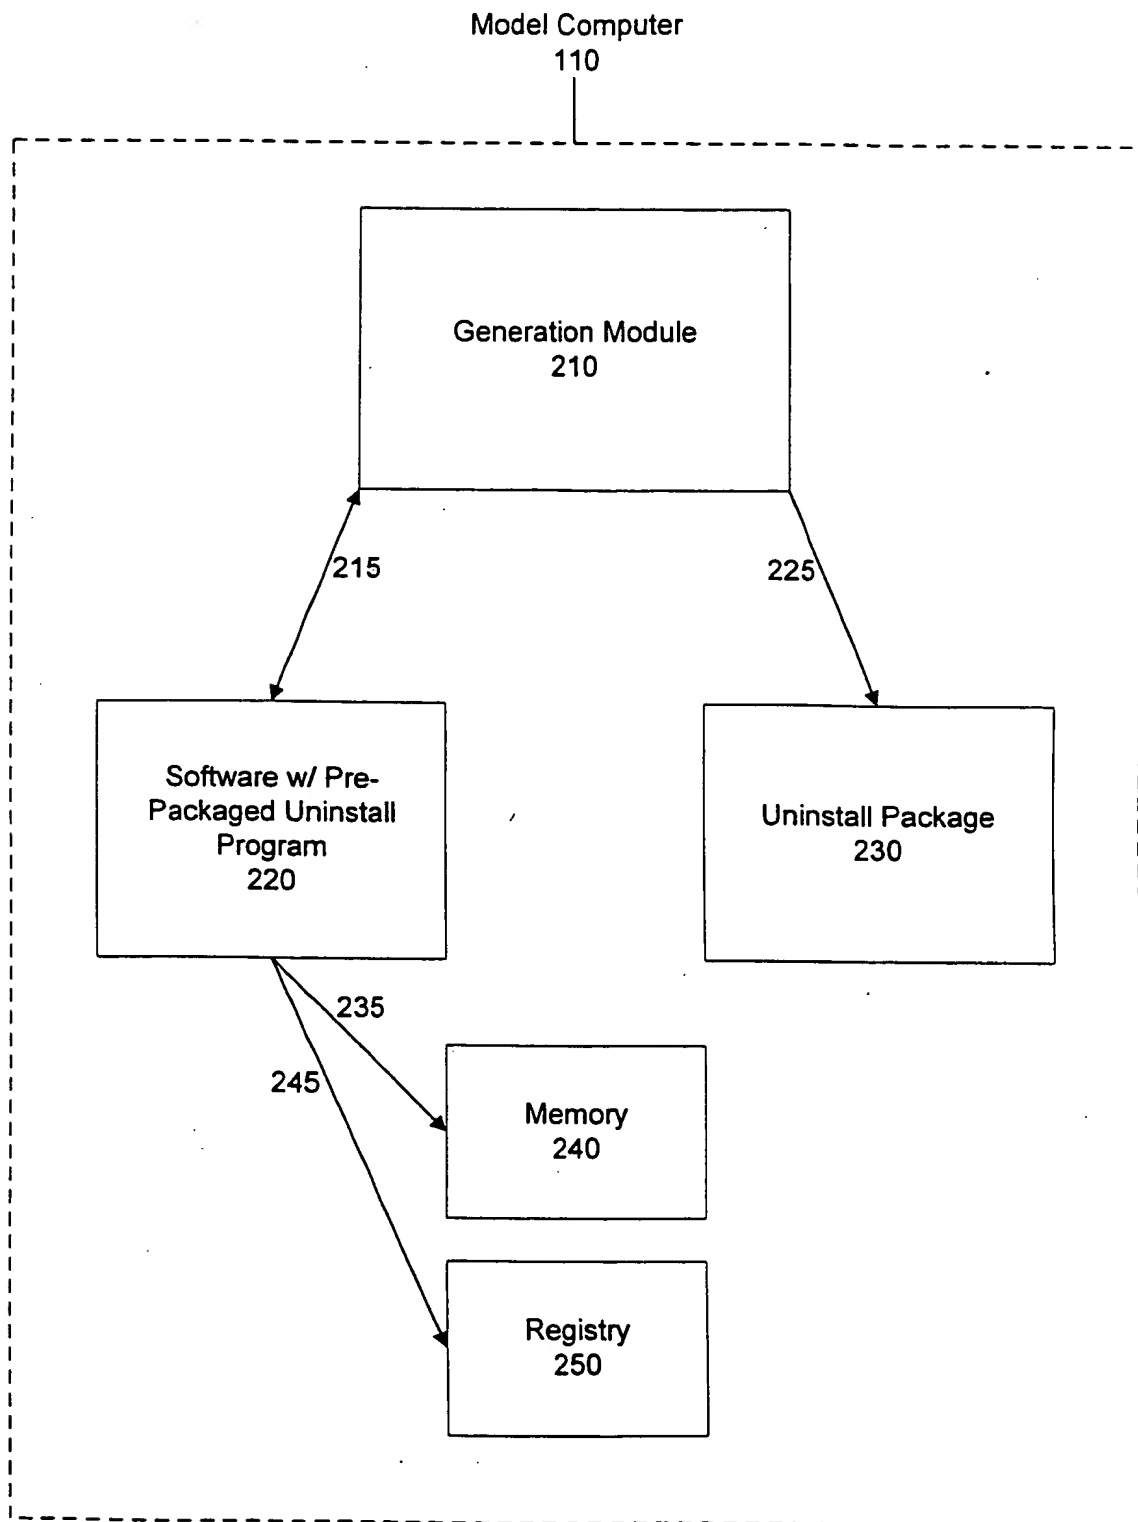 Model Computer
110
Generation Module
210
215
225
Software w/ Pre-
Packaged Uninstall
Program
220
Uninstall Package
230
235
245
Memory
240
Registry
250